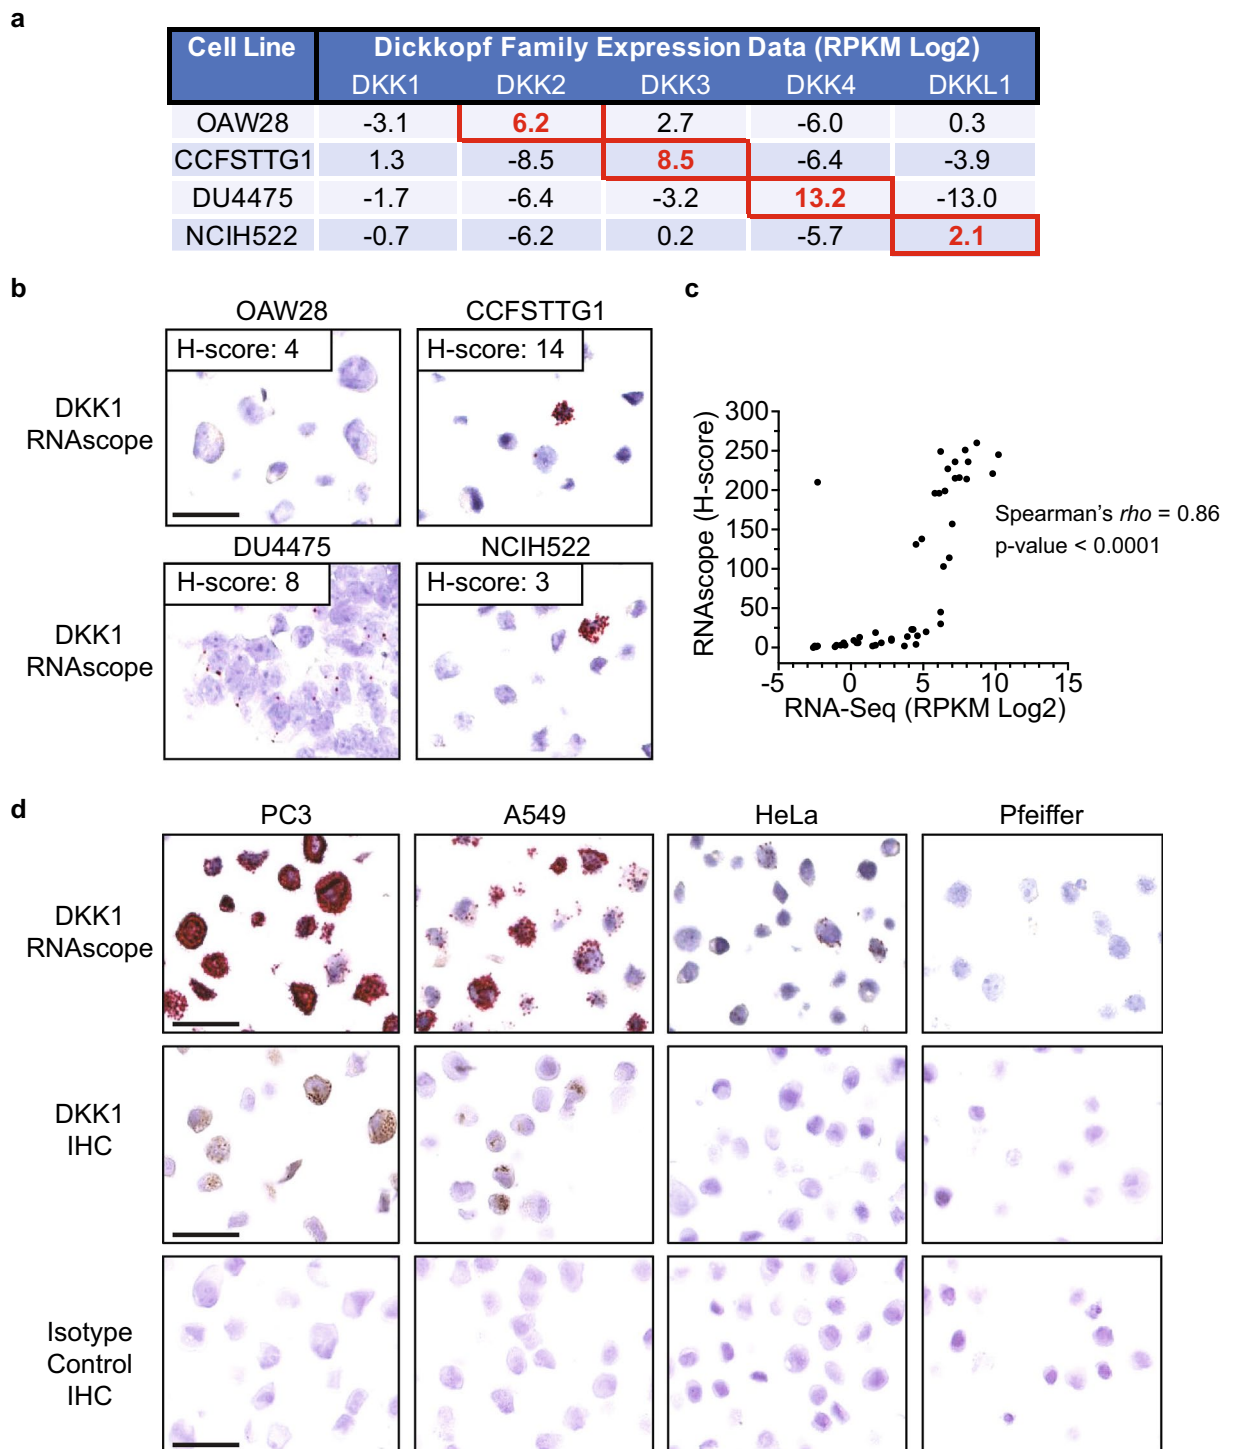 a
Cell Line Dickkopf Family Expression Data (RPKM Log2)
DKK1 DKK2 DKK3 DKK4 DKKL1
OAW28 -3.1 6.2 2.7 -6.0 0.3
CCFSTTG1 1.3 -8.5 8.5 -6.4 -3.9
DU4475 -1.7 -6.4 -3.2 13.2 -13.0
NCIH522 -0.7 -6.2 0.2 -5.7 2.1
b
OAW28 CCFSTTG1
H-score: 4 H-score: 14
DKK1
RNAscope
DU4475 NCIH522
H-score: 8 H-score: 3
DKK1
RNAscope
c
RNAscope (H-score)
300
250
200
150
100
50
0
-5 0 5 10 15
RNA-Seq (RPKM Log2)
Spearman's rho = 0.86
p-value < 0.0001
d
PC3 A549 HeLa Pfeiffer
DKK1
RNAscope
DKK1
IHC
Isotype
Control
IHC